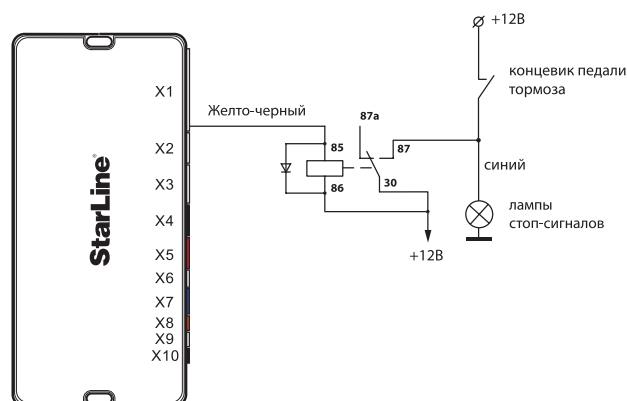 +12В
концевик педали
тормоза
X1
Желто-черный
87а
X2
85
87
синий
X3
86
30
лампы
стоп-сигналов
StarLine®
X4
X5
+12В
X6
X7
X8
X9
X10